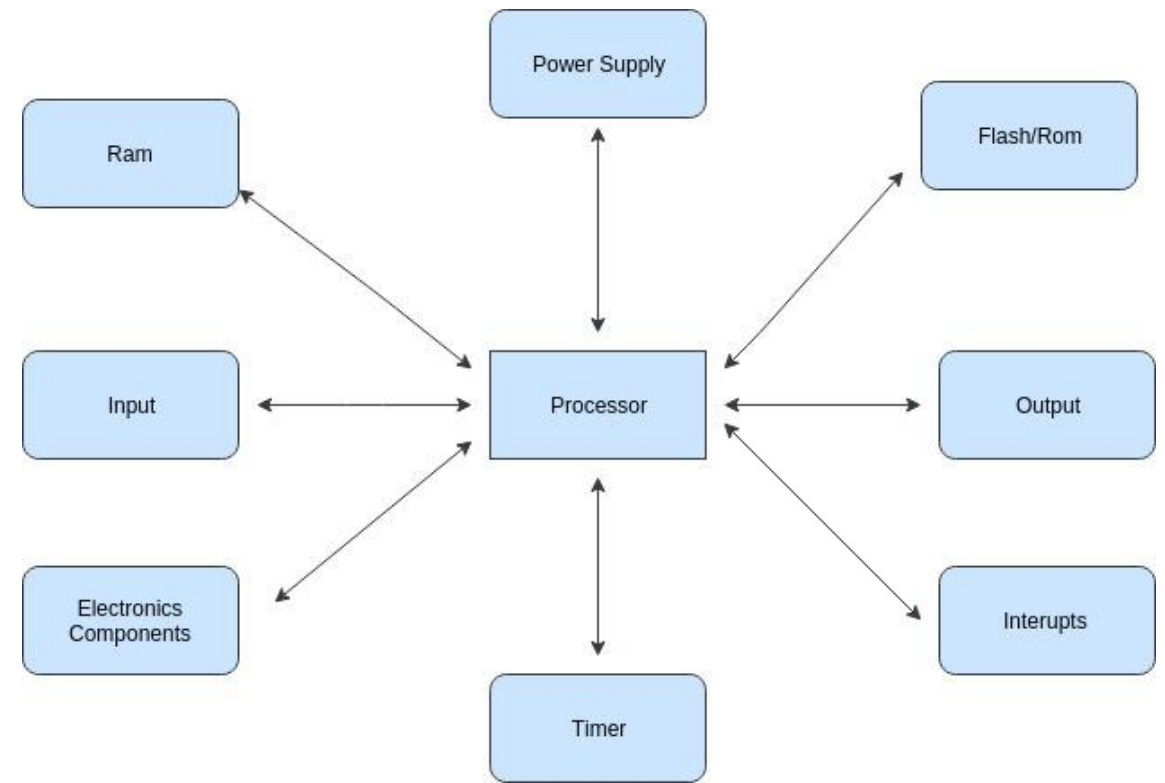 Power Supply
Ram
Flash/Rom
Input
Processor
Output
Electronics
Components
Interupts
Timer